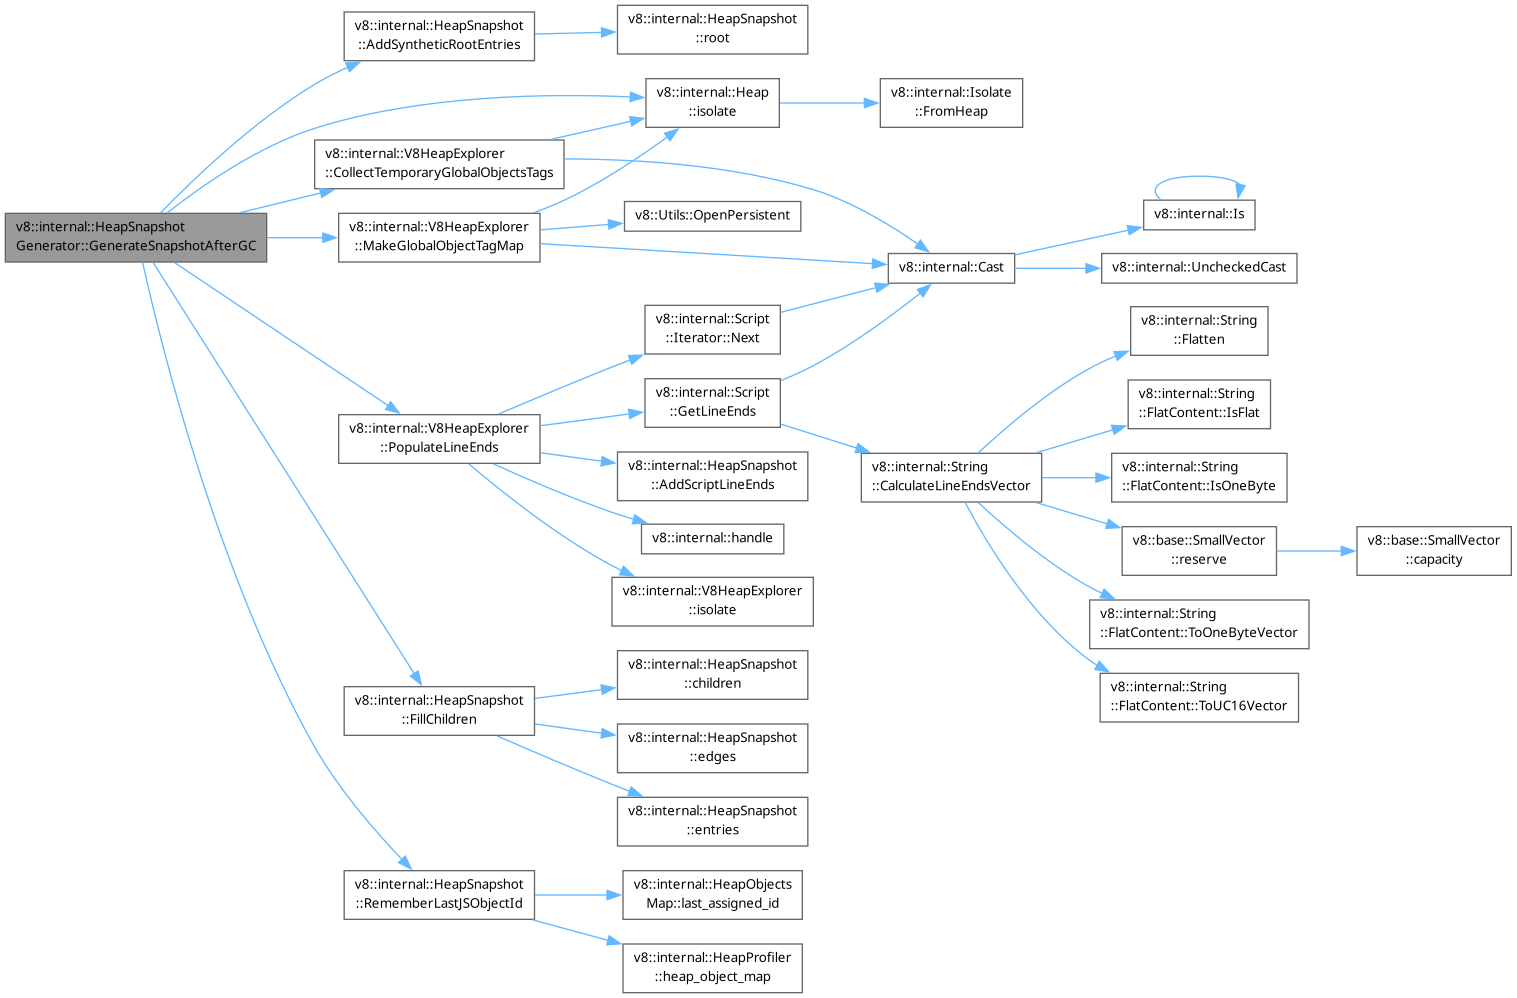 v8::internal::HeapSnapshot
Generator::GenerateSnapshotAfterGC
v8::internal::HeapSnapshot
::AddSyntheticRootEntries
v8::internal::HeapSnapshot
::root
v8::internal::Heap
::isolate
v8::internal::Isolate
::FromHeap
v8::internal::V8HeapExplorer
::CollectTemporaryGlobalObjectsTags
v8::internal::V8HeapExplorer
::MakeGlobalObjectTagMap
v8::Utils::OpenPersistent
v8::internal::Cast
v8::internal::Is
v8::internal::UncheckedCast
v8::internal::V8HeapExplorer
::PopulateLineEnds
v8::internal::Script
::Iterator::Next
v8::internal::Script
::GetLineEnds
v8::internal::HeapSnapshot
::AddScriptLineEnds
v8::internal::handle
v8::internal::V8HeapExplorer
::isolate
v8::internal::String
::CalculateLineEndsVector
v8::internal::String
::Flatten
v8::internal::String
::FlatContent::IsFlat
v8::internal::String
::FlatContent::IsOneByte
v8::base::SmallVector
::reserve
v8::base::SmallVector
::capacity
v8::internal::String
::FlatContent::ToOneByteVector
v8::internal::String
::FlatContent::ToUC16Vector
v8::internal::HeapSnapshot
::FillChildren
v8::internal::HeapSnapshot
::children
v8::internal::HeapSnapshot
::edges
v8::internal::HeapSnapshot
::entries
v8::internal::HeapSnapshot
::RememberLastJSObjectId
v8::internal::HeapObjects
Map::last_assigned_id
v8::internal::HeapProfiler
::heap_object_map